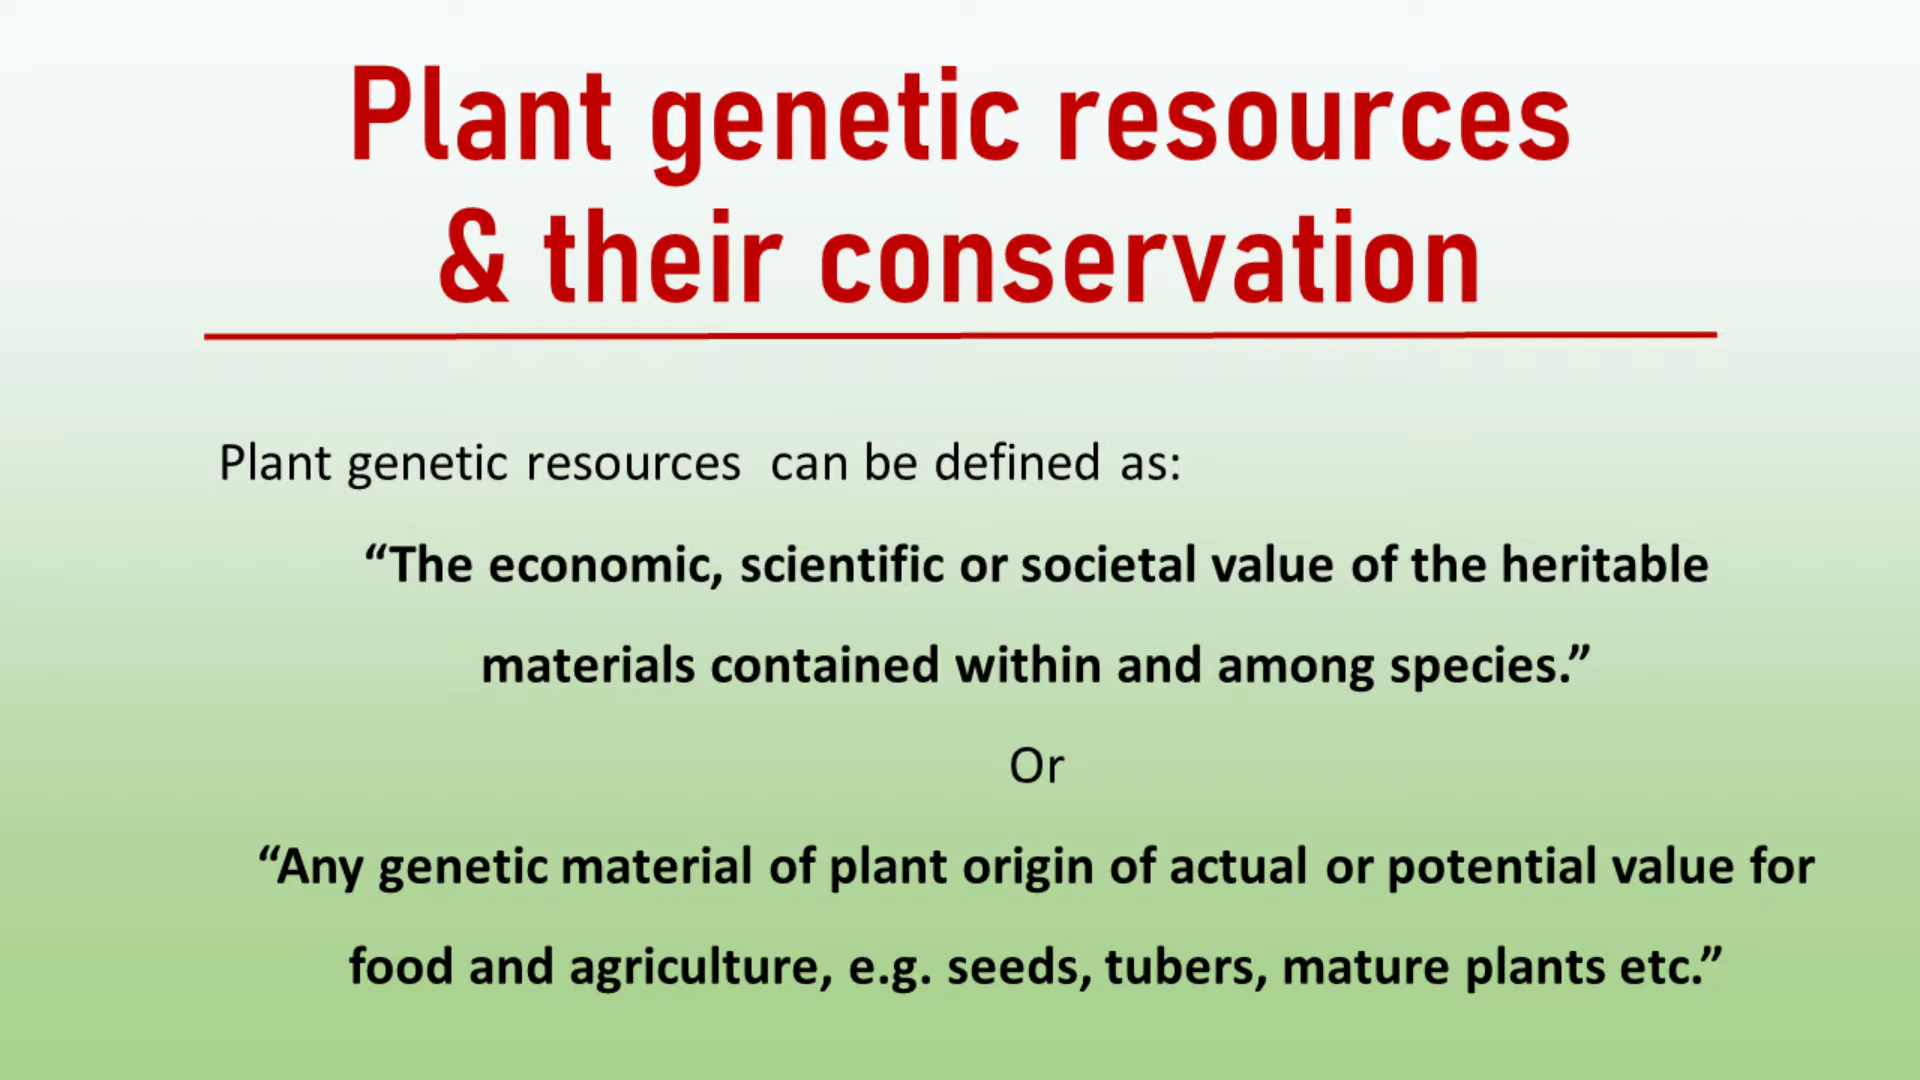 Plant genetic resources
& their conservation
Plant genetic resources can be defined as:
“The economic, scientific or societal value of the heritable
materials contained within and among species.”
Or
“Any genetic material of plant origin of actual or potential value for
food and agriculture, e.g. seeds, tubers, mature plants etc.”